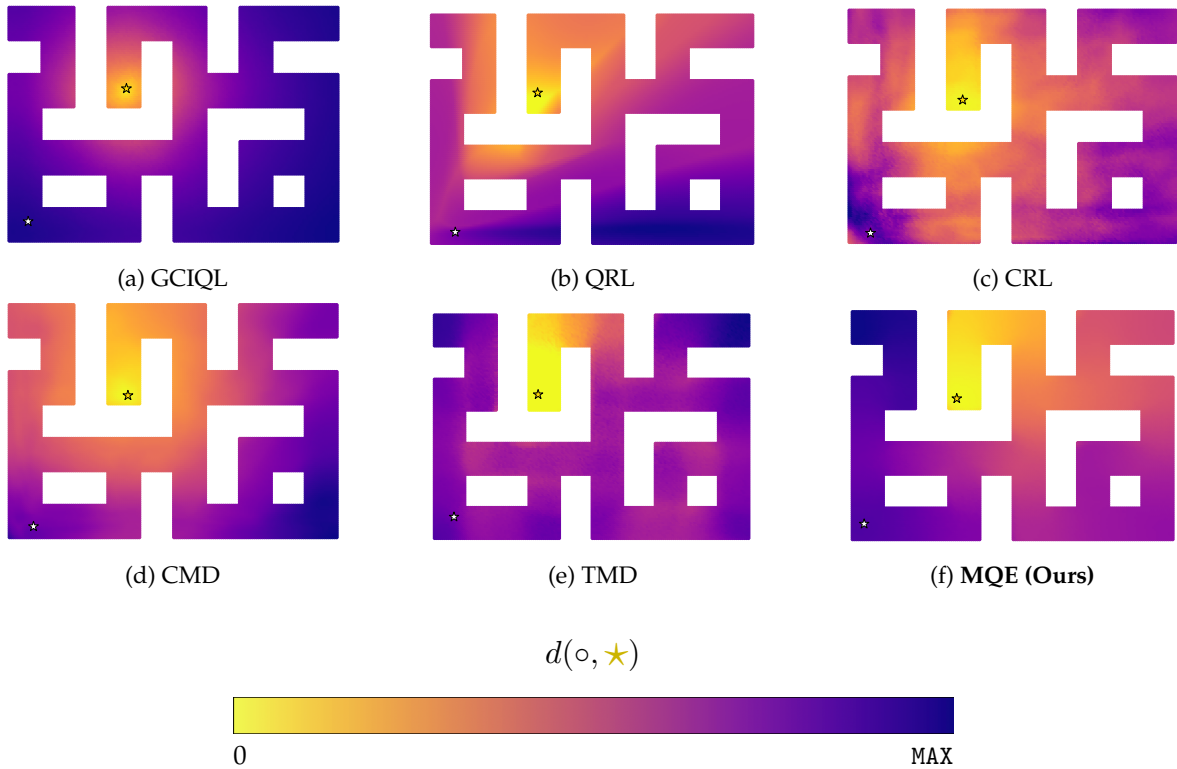 (a) GCIQL
(b) QRL
(c) CRL
(d) CMD
(e) TMD
(f) MQE (Ours)
d(∘, ★)
0
MAX